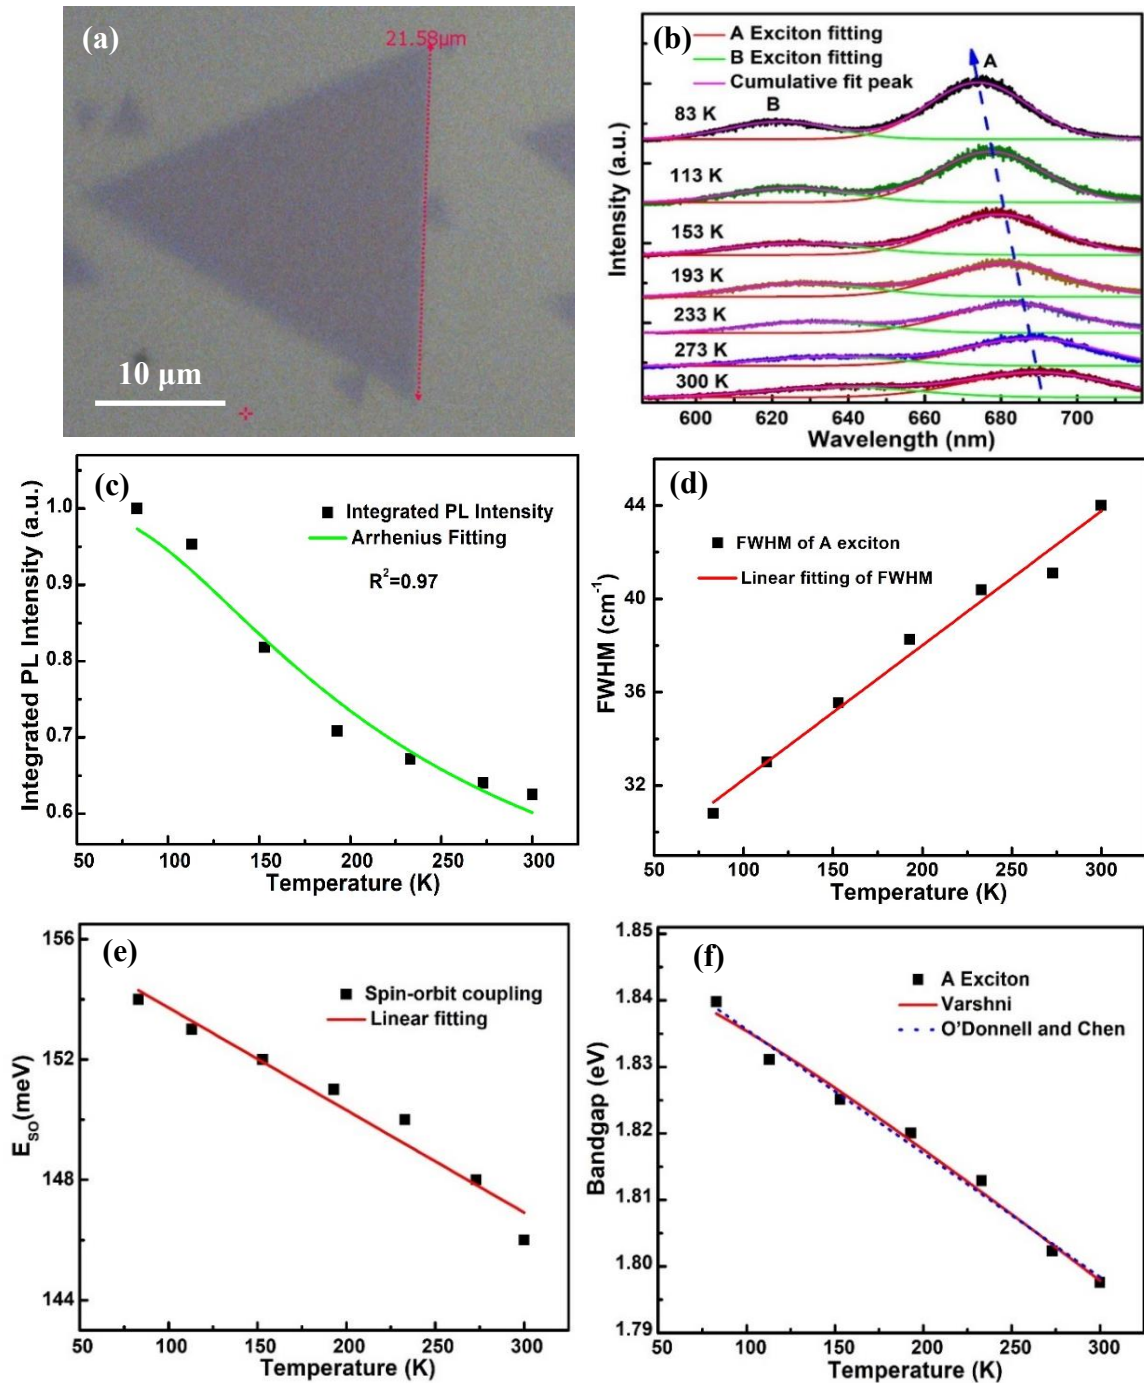 (a)
21.58µm
10 µm
(b)
A Exciton fitting
B Exciton fitting
Cumulative fit peak
A
B
83 K
113 K
153 K
193 K
233 K
273 K
300 K
Intensity (a.u.)
600 620 640 660 680 700
Wavelength (nm)
(c)
Integrated PL Intensity
Arrhenius Fitting
R²=0.97
Integrated PL Intensity (a.u.)
1.0
0.9
0.8
0.7
0.6
50 100 150 200 250 300
Temperature (K)
(d)
FWHM of A exciton
Linear fitting of FWHM
FWHM (cm⁻¹)
44
40
36
32
50 100 150 200 250 300
Temperature (K)
(e)
Spin-orbit coupling
Linear fitting
E_so(meV)
156
152
148
144
50 100 150 200 250 300
Temperature (K)
(f)
A Exciton
Varshni
O'Donnell and Chen
Bandgap (eV)
1.85
1.84
1.83
1.82
1.81
1.80
1.79
50 100 150 200 250 300
Temperature (K)